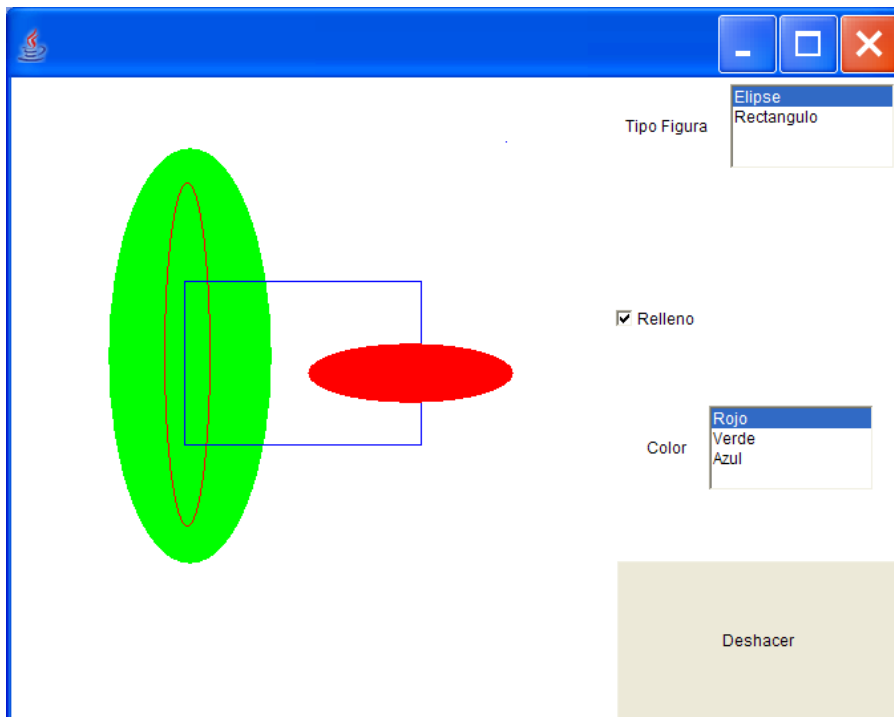 Tipo Figura
Elipse
Rectangulo
Relleno
Color
Rojo
Verde
Azul
Deshacer